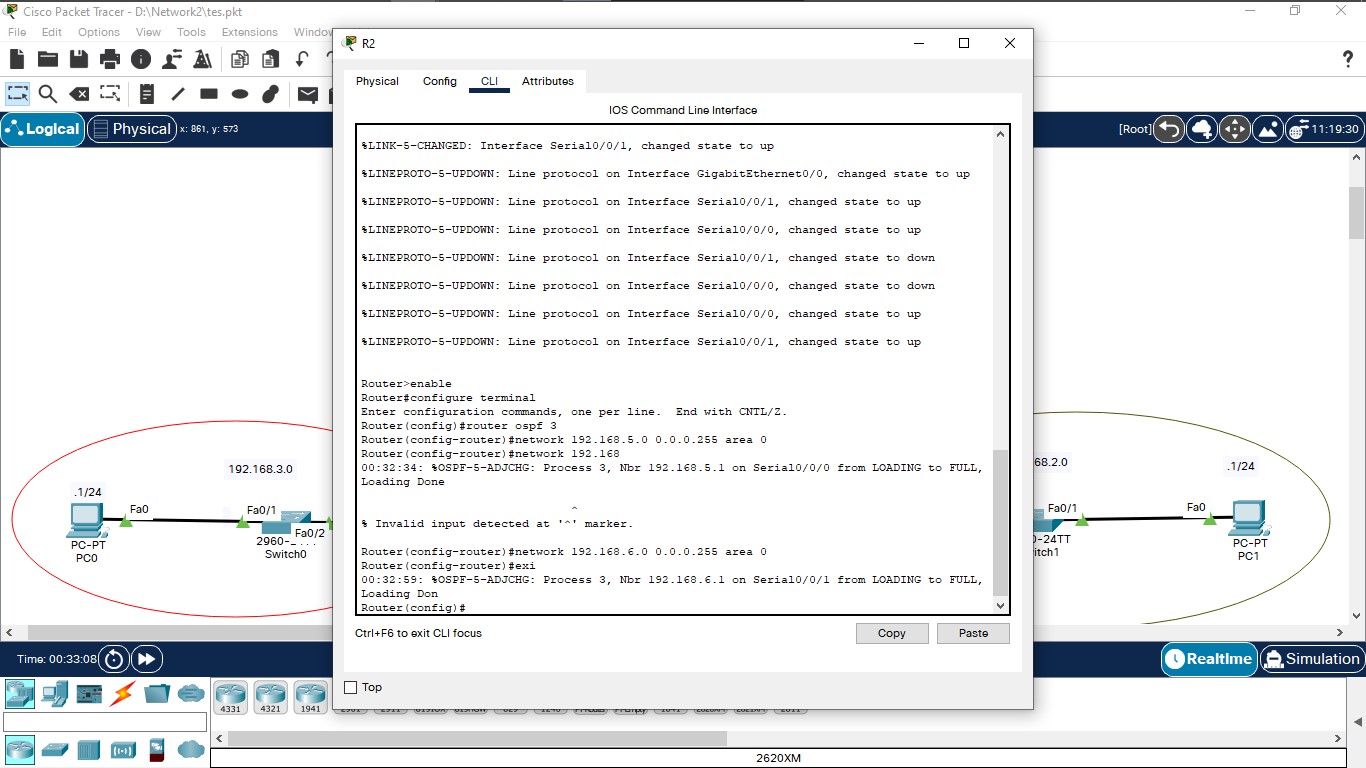 Cisco Packet Tracer - D:\Network2\tes.pkt
File Edit Options View Tools Extensions Window
R2
Physical Config CLI Attributes
IOS Command Line Interface
Logical Physical x: 861, y: 573
[Root] 11:19:30
%LINK-5-CHANGED: Interface Serial0/0/1, changed state to up
%LINEPROTO-5-UPDOWN: Line protocol on Interface GigabitEthernet0/0, changed state to up
%LINEPROTO-5-UPDOWN: Line protocol on Interface Serial0/0/1, changed state to up
%LINEPROTO-5-UPDOWN: Line protocol on Interface Serial0/0/0, changed state to up
%LINEPROTO-5-UPDOWN: Line protocol on Interface Serial0/0/1, changed state to down
%LINEPROTO-5-UPDOWN: Line protocol on Interface Serial0/0/0, changed state to down
%LINEPROTO-5-UPDOWN: Line protocol on Interface Serial0/0/0, changed state to up
%LINEPROTO-5-UPDOWN: Line protocol on Interface Serial0/0/1, changed state to up
Router>enable
Router#configure terminal
Enter configuration commands, one per line. End with CNTL/Z.
Router(config)#router ospf 3
Router(config-router)#network 192.168.5.0 0.0.0.255 area 0
Router(config-router)#network 192.168
00:32:34: %OSPF-5-ADJCHG: Process 3, Nbr 192.168.5.1 on Serial0/0/0 from LOADING to FULL,
Loading Done
^
% Invalid input detected at '^' marker.
Router(config-router)#network 192.168.6.0 0.0.0.255 area 0
Router(config-router)#exi
00:32:59: %OSPF-5-ADJCHG: Process 3, Nbr 192.168.6.1 on Serial0/0/1 from LOADING to FULL,
Loading Don
Router(config)#
Ctrl+F6 to exit CLI focus
Copy
Paste
Top
192.168.3.0
.1/24
Fa0
Fa0/1
Fa0/2
PC-PT
PC0
Switch0
68.2.0
.1/24
Fa0/1
Fa0
-24TT
itch1
PC-PT
PC1
Time: 00:33:08
Realtime Simulation
4331 4321 1941
2620XM